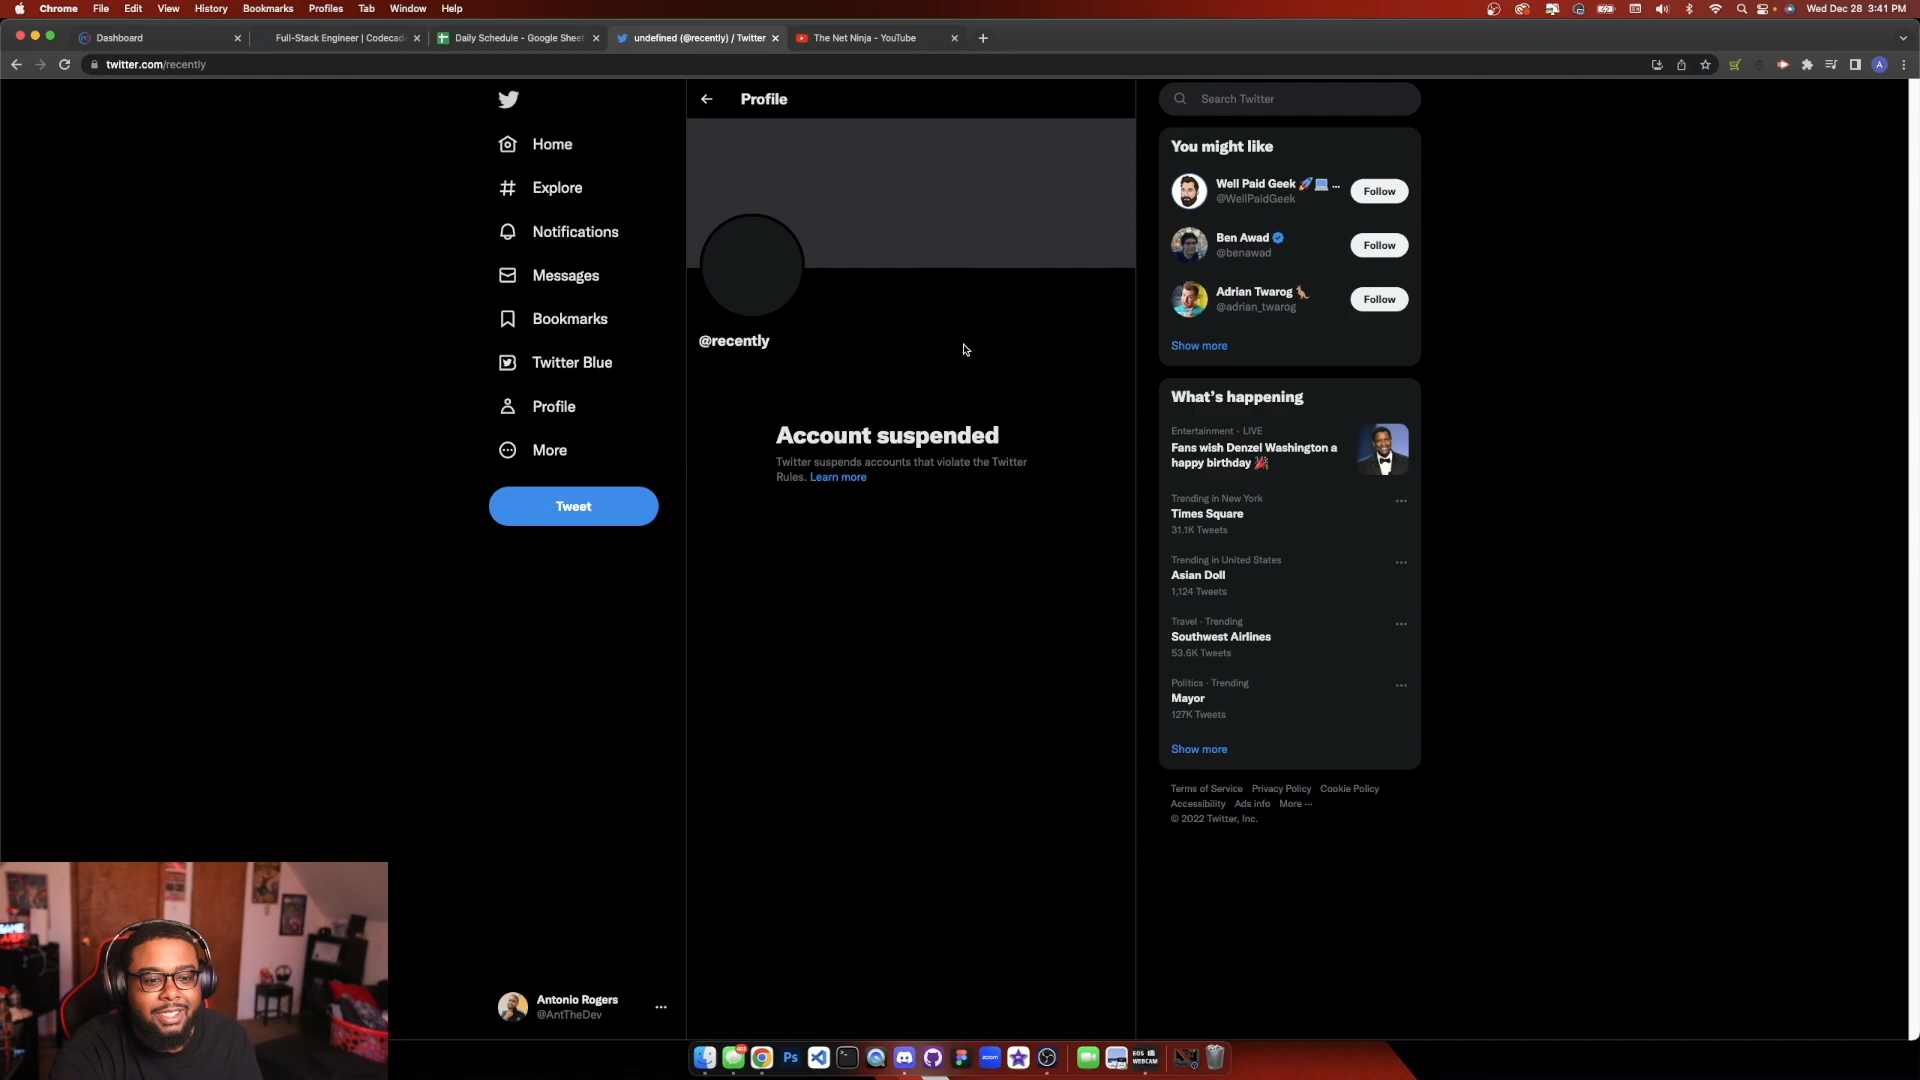 Chrome File Edit View History Bookmarks Profiles Tab Window Help
Wed Dec 28 3:41 PM
Dashboard
Full-Stack Engineer | Codecad
Daily Schedule - Google Sheet
undefined (@recently) / Twitter
The Net Ninja - YouTube
twitter.com/recently
A
Home
Explore
Notifications
Messages
Bookmarks
Twitter Blue
Profile
More
Tweet
Antonio Rogers
@AntTheDev
Profile
@recently
Account suspended
Twitter suspends accounts that violate the Twitter
Rules. Learn more
Search Twitter
You might like
Well Paid Geek 🚀💻 ...
@WellPaidGeek
Follow
Ben Awad
@benawad
Follow
Adrian Twarog 🦘
@adrian_twarog
Follow
Show more
What's happening
Entertainment · LIVE
Fans wish Denzel Washington a
happy birthday 🎉
Trending in New York
Times Square
31.1K Tweets
Trending in United States
Asian Doll
1,124 Tweets
Travel · Trending
Southwest Airlines
53.6K Tweets
Politics · Trending
Mayor
127K Tweets
Show more
Terms of Service Privacy Policy Cookie Policy
Accessibility Ads info More ···
© 2022 Twitter, Inc.
GAME
Ps
zoom
EOS
WEBCAM